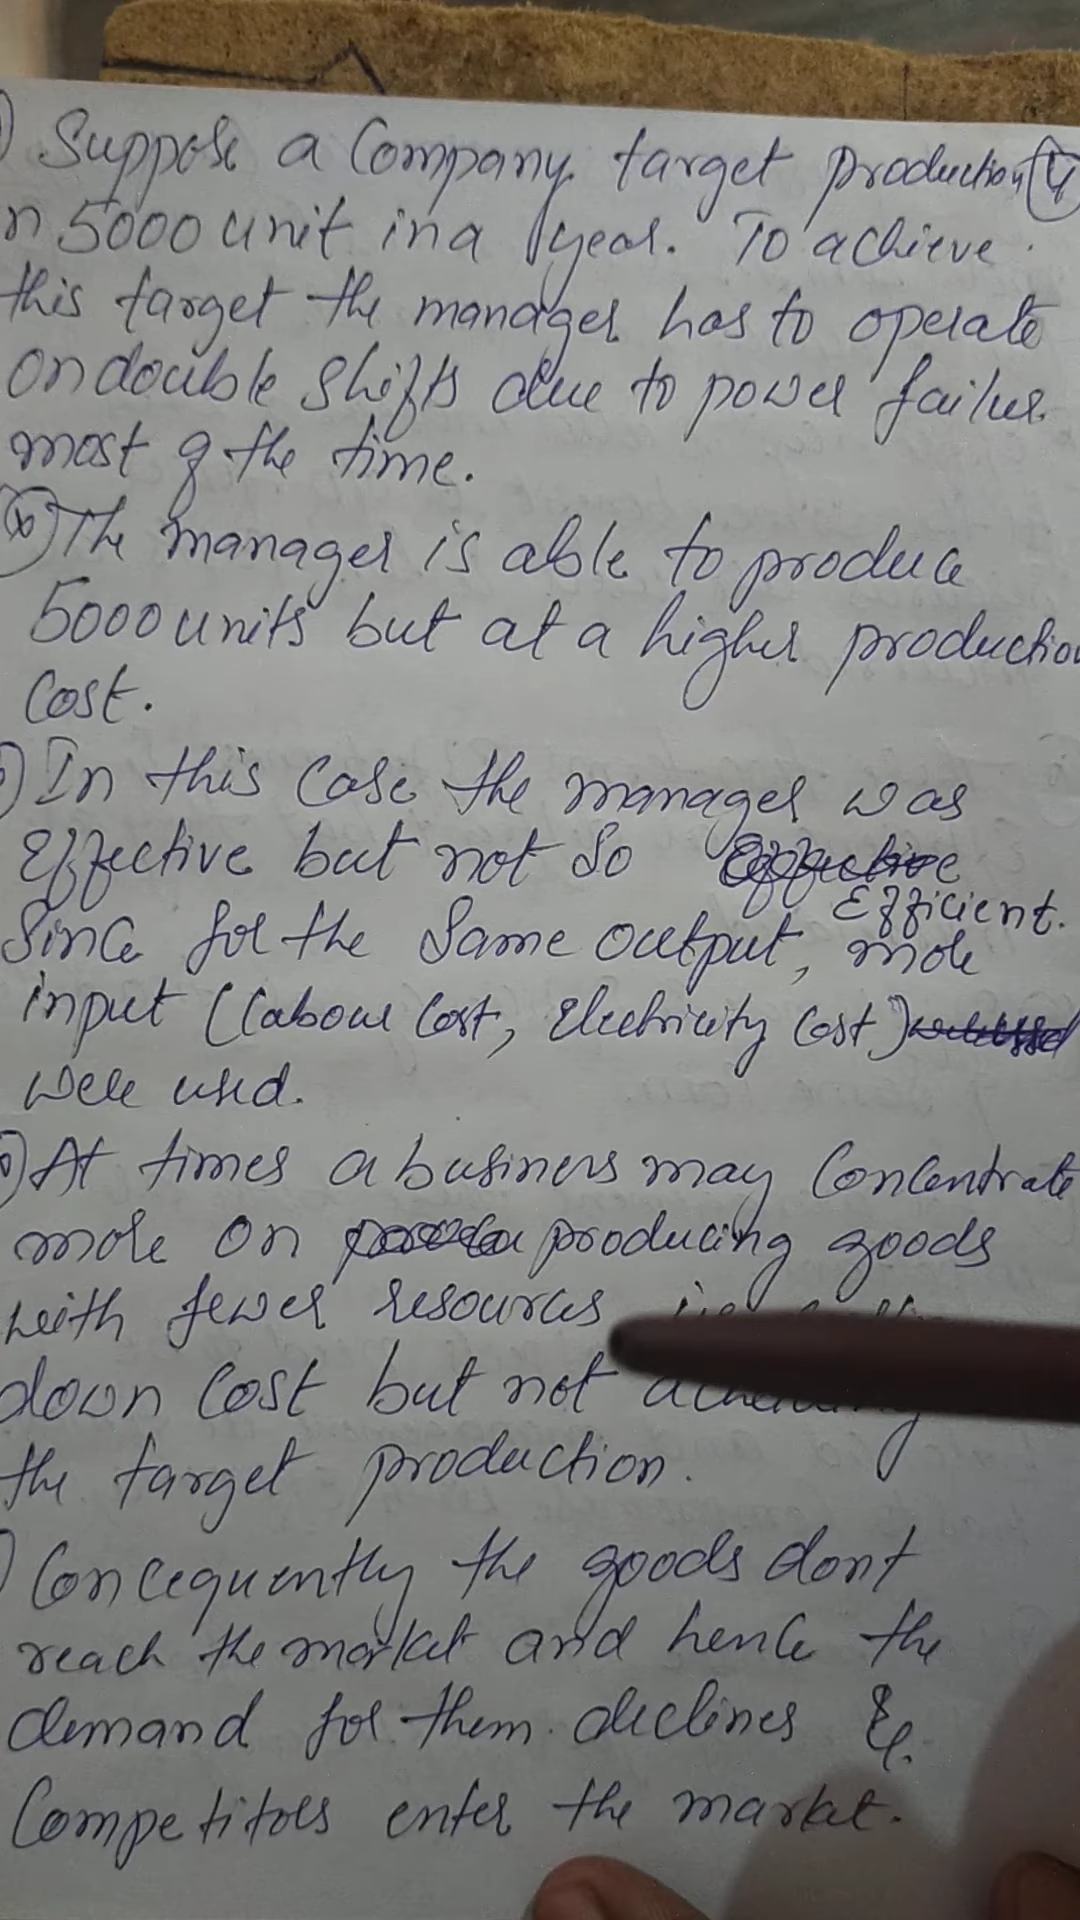 Suppose a Company target production 4
n 5000 unit in a year. To achieve
this target the manager has to operate
on double shifts due to power failure
most of the time.
The manager is able to produce
5000 units but at a higher production
Cost.
In this Case the manager was
Effective but not so
Efficient.
Since for the Same output, more
input (labour Cost, Electricity Cost)
were used.
At times a business may Concentrate
more on producing goods
with fewer resources
down Cost but not
the target production.
Concequently the goods dont
reach the market and hence the
demand for them declines &
Competitors enter the market.